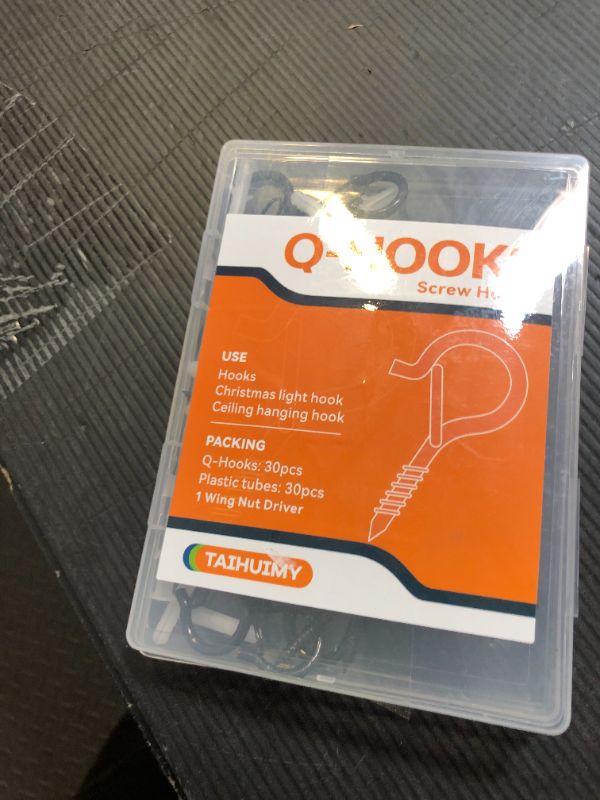 Screw
USE
Hooks
Christmas light hook
Ceiling hanging hook
PACKING
Q-Hooks: 30pcs
Plastic tubes: 30pcs
1 Wing Nut Driver
TAIHUIMY